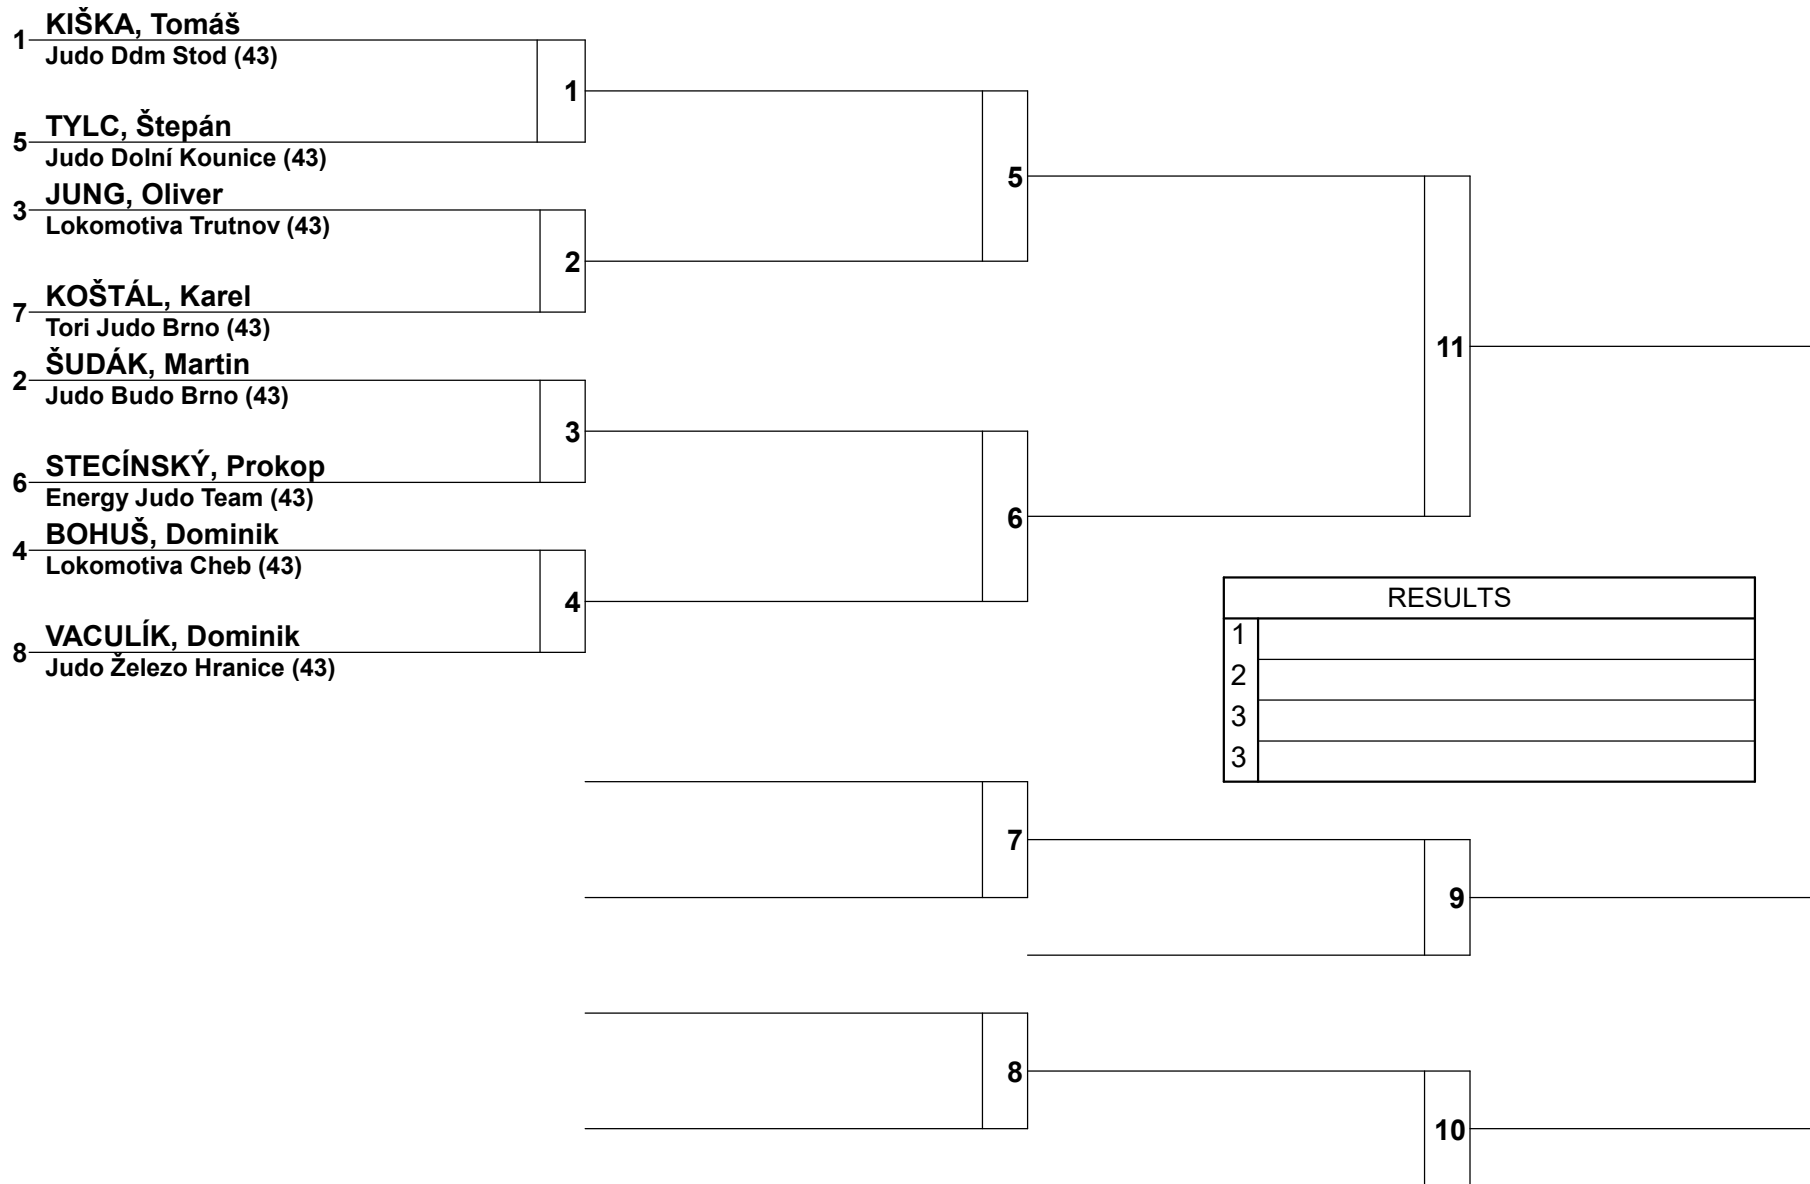 KIŠKA, Tomáš
1
Judo Ddm Stod (43)
1
TYLC, Štepán
5
Judo Dolní Kounice (43)
5
JUNG, Oliver
3
Lokomotiva Trutnov (43)
2
KOŠTÁL, Karel
7
Tori Judo Brno (43)
11
ŠUDÁK, Martin
2
Judo Budo Brno (43)
3
STECÍNSKÝ, Prokop
6
Energy Judo Team (43)
6
BOHUŠ, Dominik
4
Lokomotiva Cheb (43)
4
VACULÍK, Dominik
8
Judo Železo Hranice (43)
RESULTS
1
2
3
3
7
9
8
10